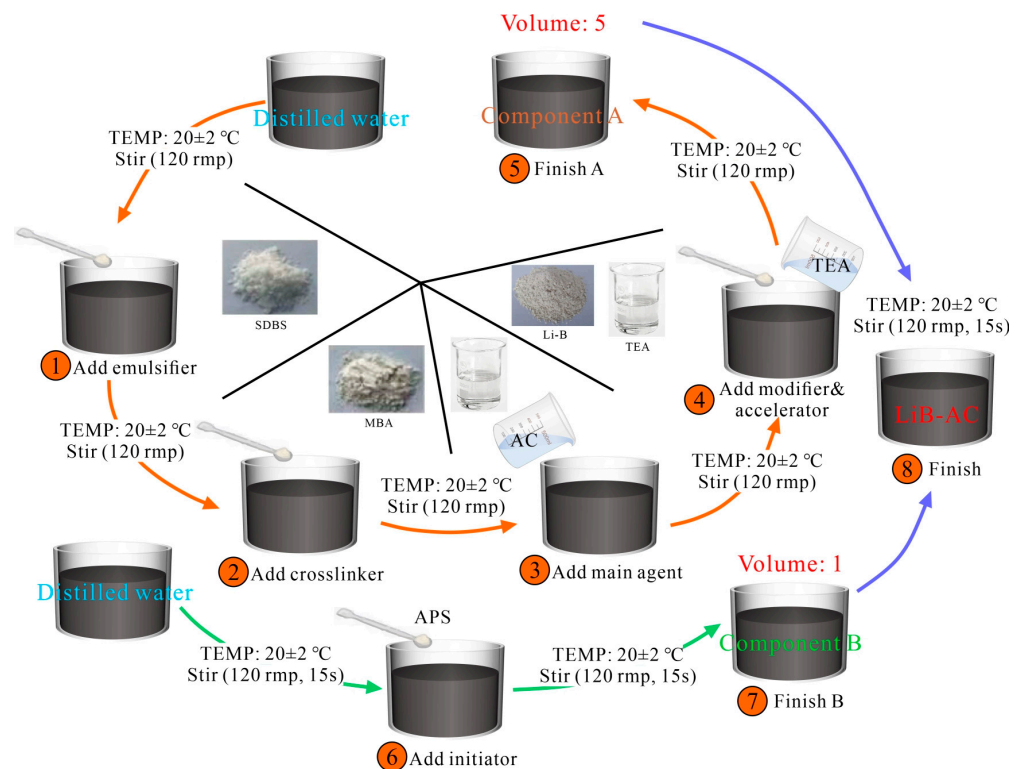 Volume: 5
Distilled water
Component A
TEMP: 20±2 ℃
Stir (120 rmp)
5 Finish A
TEMP: 20±2 ℃
Stir (120 rmp)
TEA
SDBS
Li-B
TEA
TEMP: 20±2 ℃
Stir (120 rmp, 15s)
1 Add emulsifier
MBA
4 Add modifier&
accelerator
LiB-AC
8 Finish
TEMP: 20±2 ℃
Stir (120 rmp)
AC
TEMP: 20±2 ℃
Stir (120 rmp)
TEMP: 20±2 ℃
Stir (120 rmp)
2 Add crosslinker
3 Add main agent
Distilled water
Volume: 1
APS
Component B
TEMP: 20±2 ℃
Stir (120 rmp, 15s)
TEMP: 20±2 ℃
Stir (120 rmp, 15s)
7 Finish B
6 Add initiator